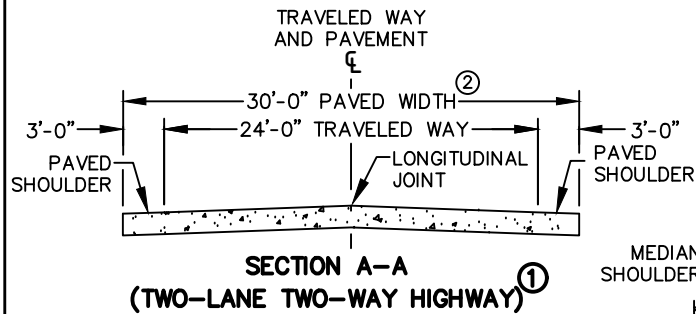 TRAVELED WAY
AND PAVEMENT
℄
30'-0" PAVED WIDTH ②
3'-0" 24'-0" TRAVELED WAY 3'-0"
PAVED
SHOULDER
LONGITUDINAL
JOINT
PAVED
SHOULDER
SECTION A-A
(TWO-LANE TWO-WAY HIGHWAY) ①
MEDIAN
SHOULDER